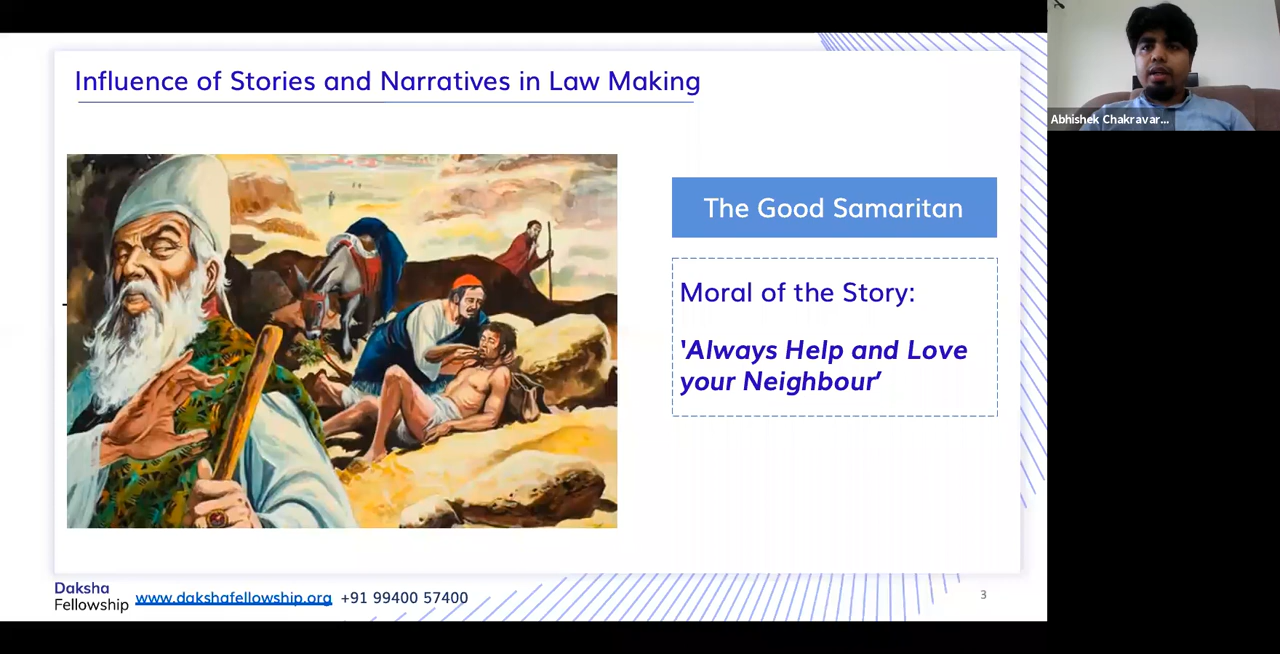 Influence of Stories and Narratives in Law Making
The Good Samaritan
Moral of the Story:
'Always Help and Love
your Neighbour’
Daksha
Fellowship
www.dakshafellowship.org +91 99400 57400
3
Abhishek Chakravar...